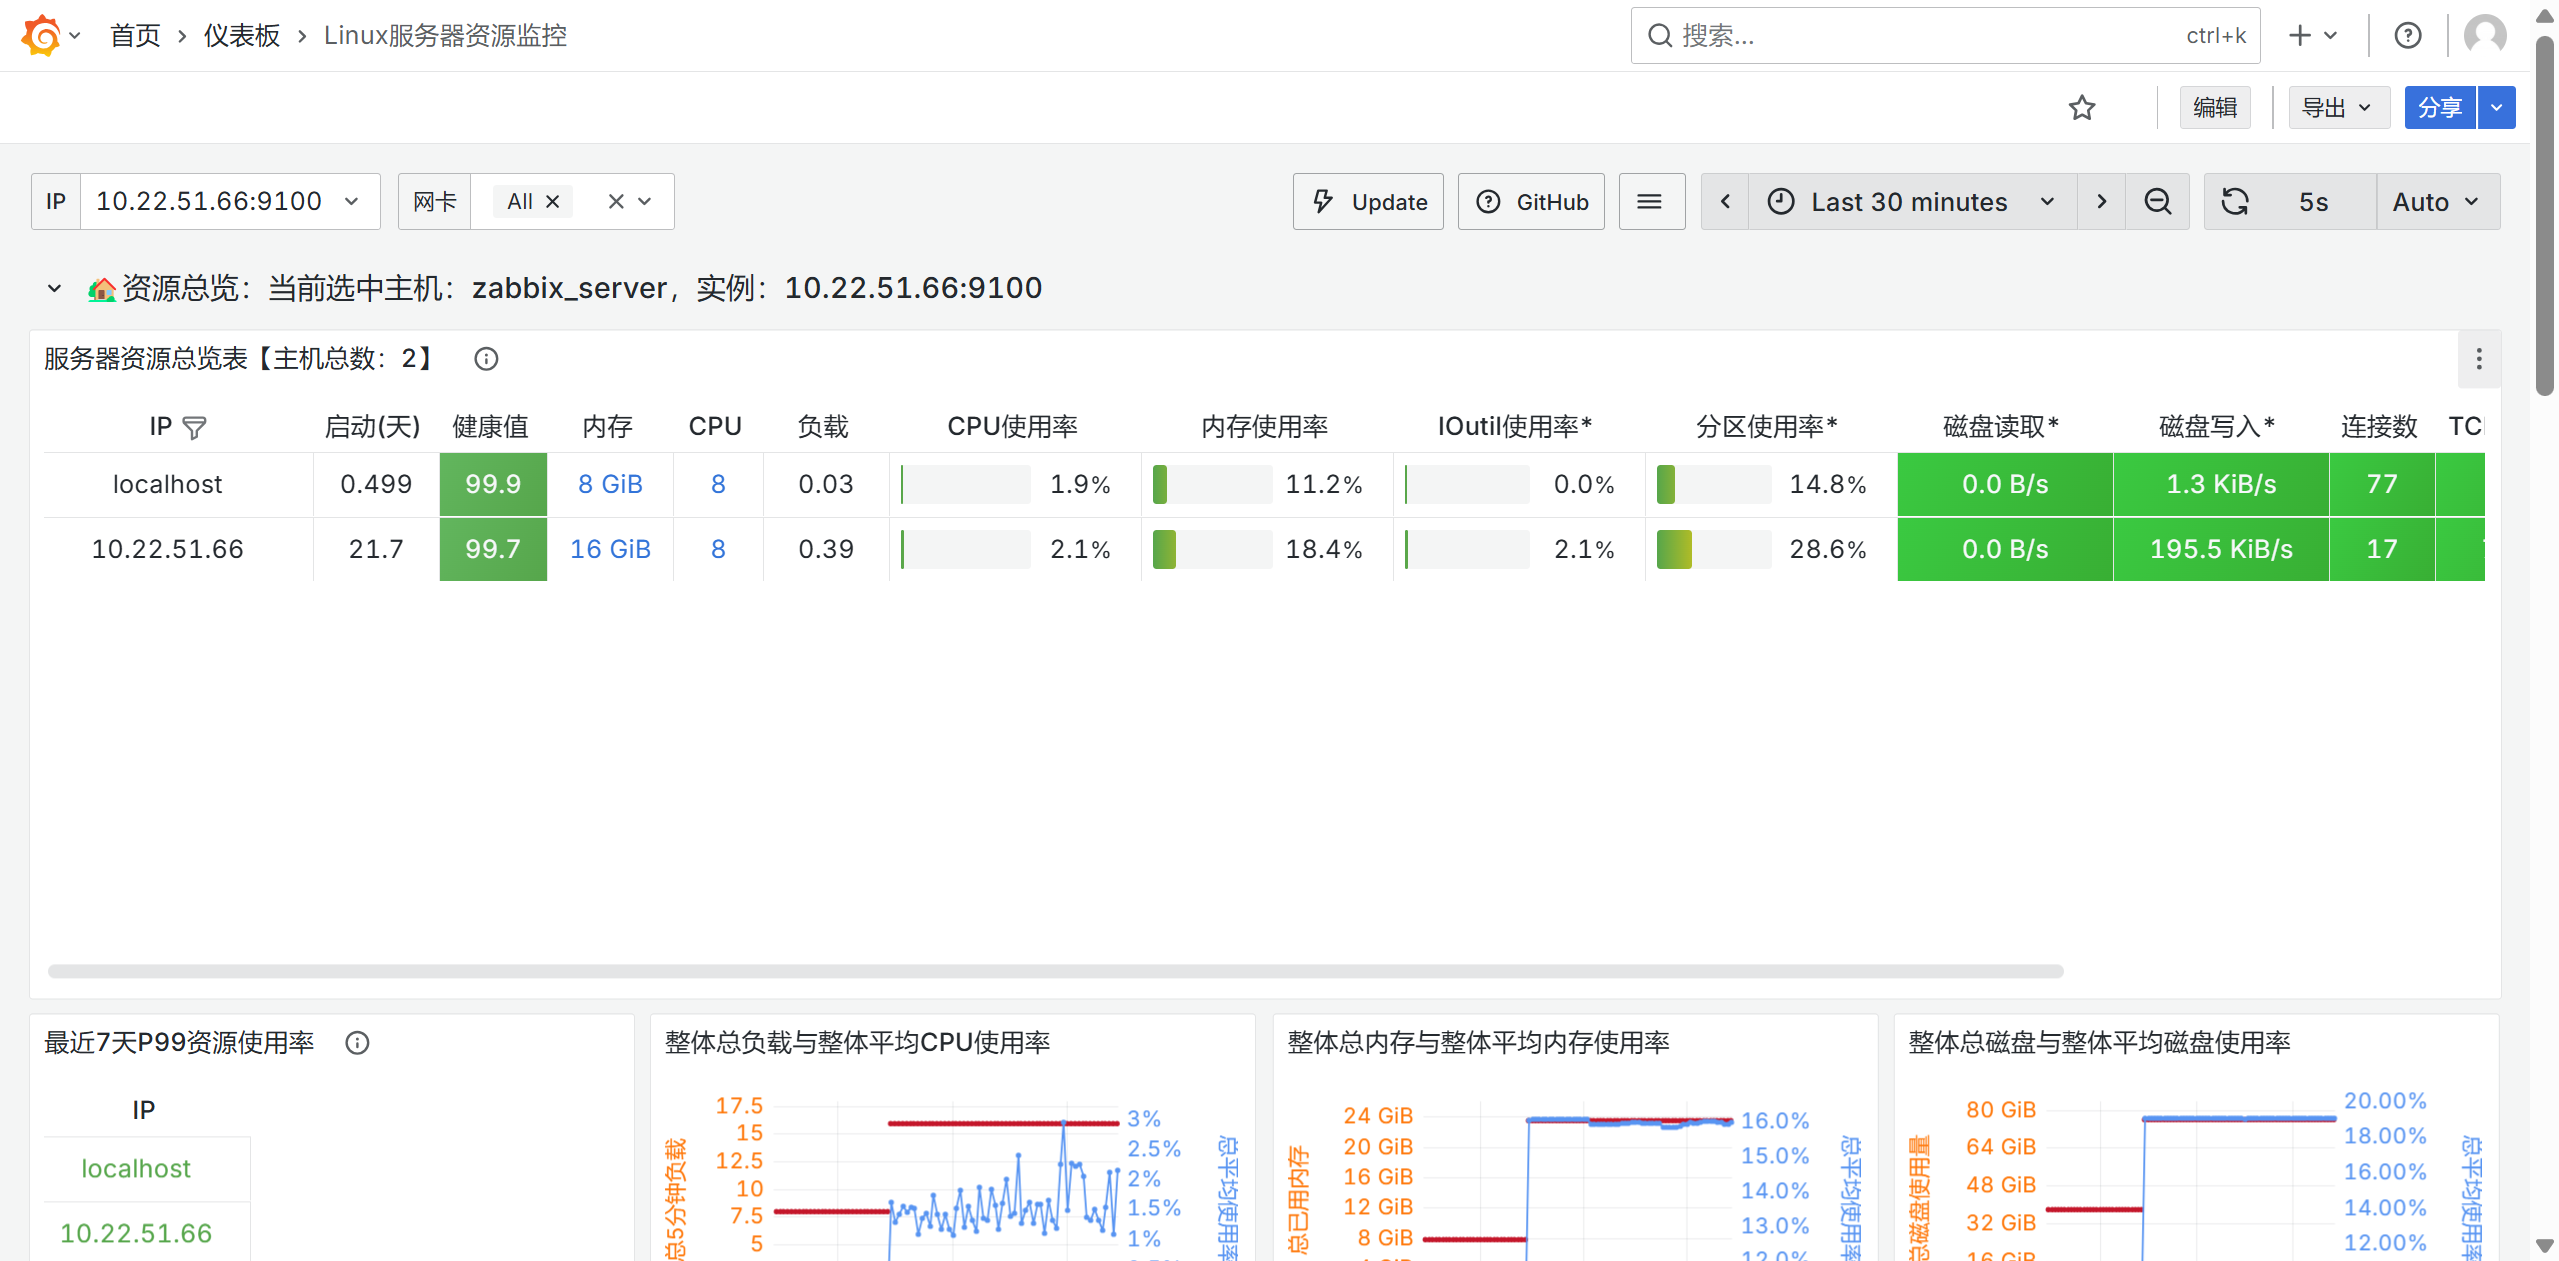 首页 › 仪表板 › Linux服务器资源监控
搜索...
ctrl+k
编辑
导出
分享
IP
10.22.51.66:9100
网卡
All
Update
GitHub
Last 30 minutes
5s
Auto
资源总览：当前选中主机：zabbix_server，实例：10.22.51.66:9100
服务器资源总览表【主机总数：2】
IP 启动(天) 健康值 内存 CPU 负载 CPU使用率 内存使用率 IOutil使用率* 分区使用率* 磁盘读取* 磁盘写入* 连接数
localhost 0.499 99.9 8 GiB 8 0.03 1.9% 11.2% 0.0% 14.8% 0.0 B/s 1.3 KiB/s 77
10.22.51.66 21.7 99.7 16 GiB 8 0.39 2.1% 18.4% 2.1% 28.6% 0.0 B/s 195.5 KiB/s 17
最近7天P99资源使用率
IP
localhost
10.22.51.66
整体总负载与整体平均CPU使用率
总5分钟负载
17.5
15
12.5
10
7.5
5
3%
2.5%
2%
1.5%
1%
总平均使用率
整体总内存与整体平均内存使用率
总已用内存
24 GiB
20 GiB
16 GiB
12 GiB
8 GiB
16.0%
15.0%
14.0%
13.0%
12.0%
总平均使用率
整体总磁盘与整体平均磁盘使用率
总磁盘使用量
80 GiB
64 GiB
48 GiB
32 GiB
16 GiB
20.00%
18.00%
16.00%
14.00%
12.00%
总平均使用率